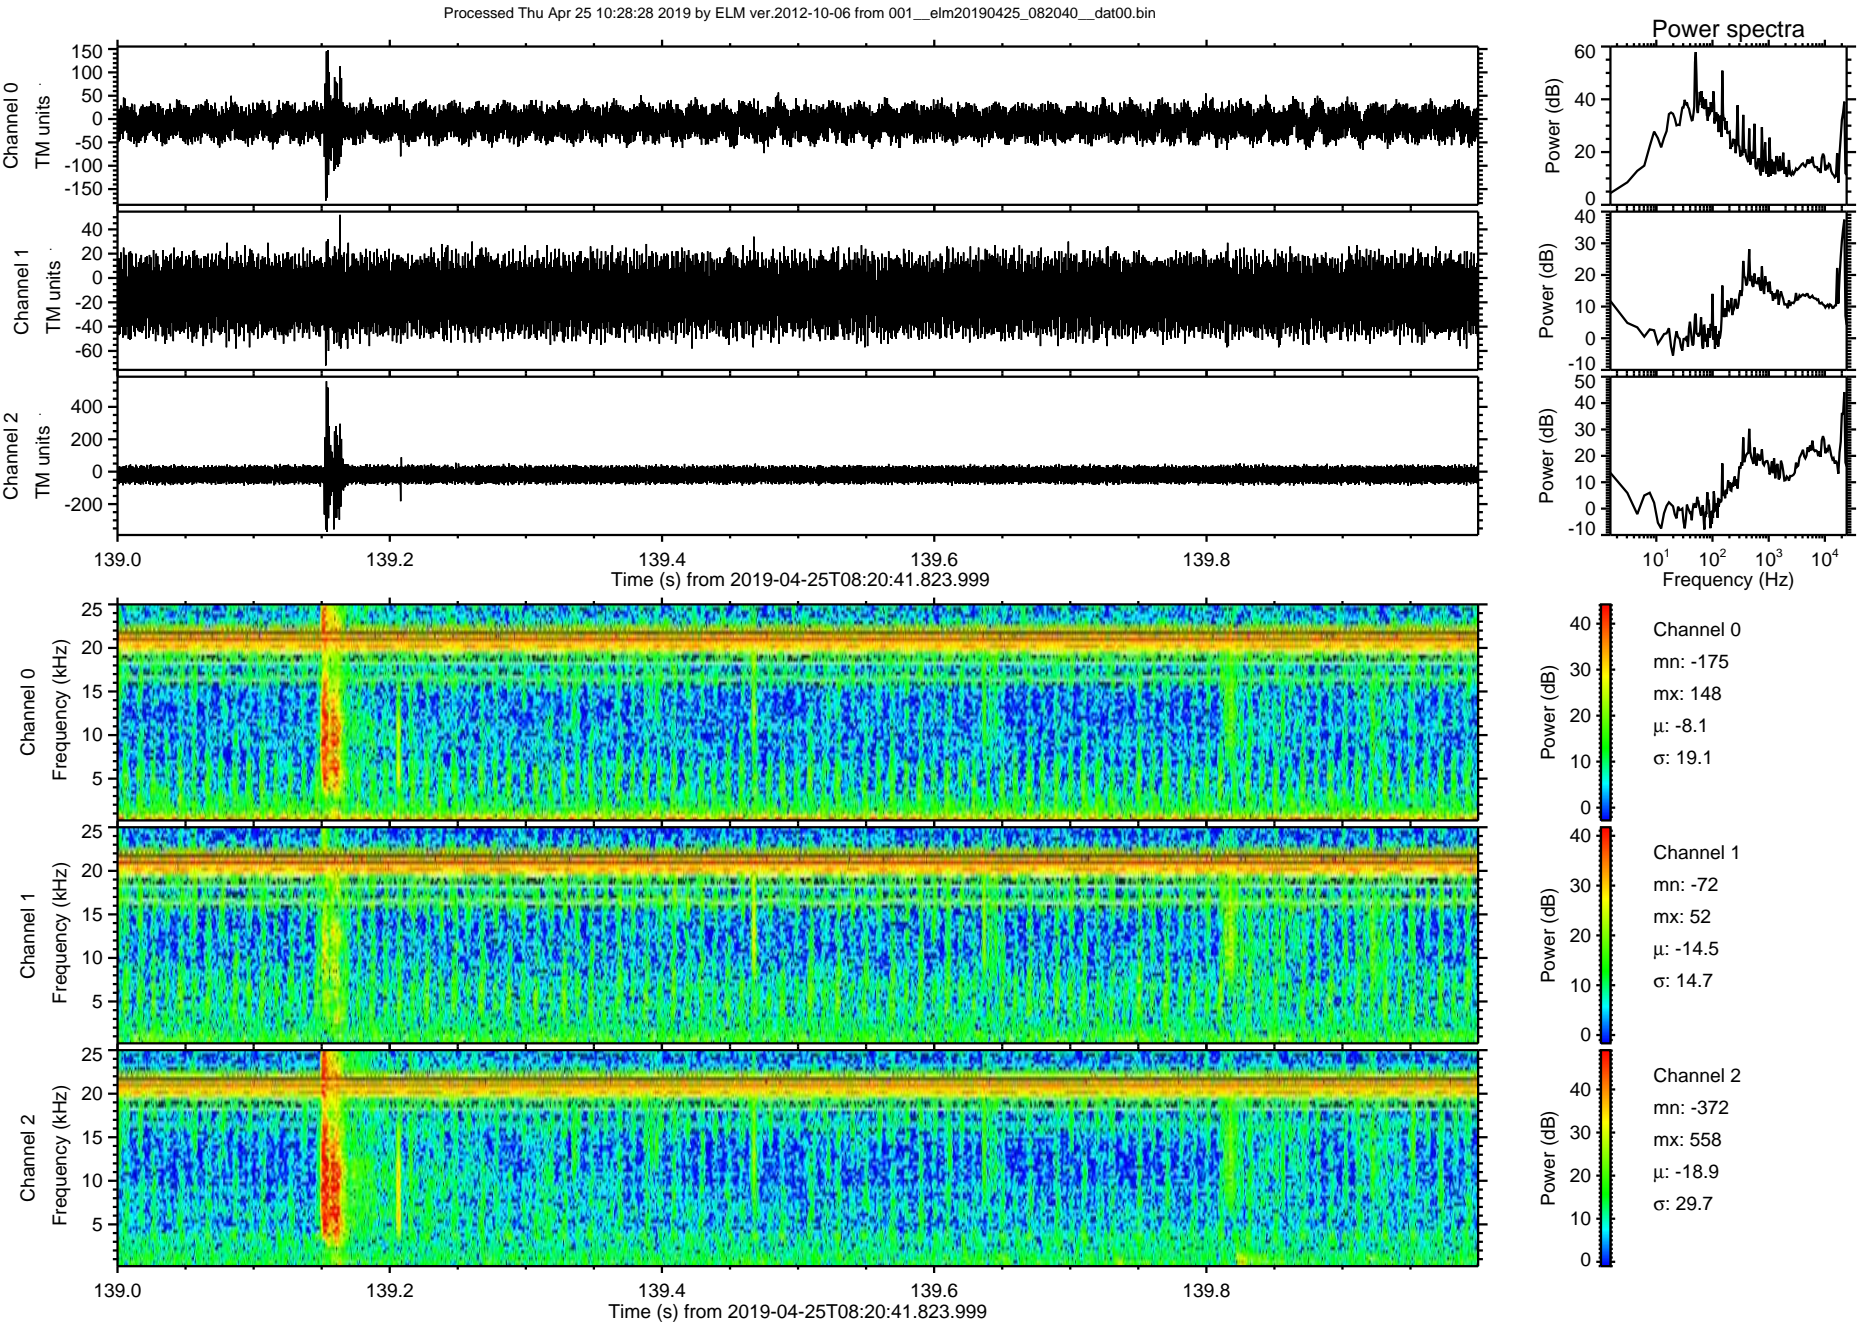 Processed Thu Apr 25 10:28:28 2019 by ELM ver.2012-10-06 from 001__elm20190425_082040__dat00.bin
Power spectra
Channel 0
TM units
150
100
50
0
-50
-100
-150
Power (dB)
60
40
20
0
Channel 1
TM units
40
20
0
-20
-40
-60
Power (dB)
40
30
20
10
0
-10
Channel 2
TM units
400
200
0
-200
Power (dB)
50
40
30
20
10
0
-10
139.0 139.2 139.4 139.6 139.8
Time (s) from 2019-04-25T08:20:41.823.999
10¹ 10² 10³ 10⁴
Frequency (Hz)
Channel 0
Frequency (kHz)
25
20
15
10
5
Power (dB)
40
30
20
10
0
Channel 0
mn: -175
mx: 148
μ: -8.1
σ: 19.1
Channel 1
Frequency (kHz)
25
20
15
10
5
Power (dB)
40
30
20
10
0
Channel 1
mn: -72
mx: 52
μ: -14.5
σ: 14.7
Channel 2
Frequency (kHz)
25
20
15
10
5
Power (dB)
40
30
20
10
0
Channel 2
mn: -372
mx: 558
μ: -18.9
σ: 29.7
139.0 139.2 139.4 139.6 139.8
Time (s) from 2019-04-25T08:20:41.823.999